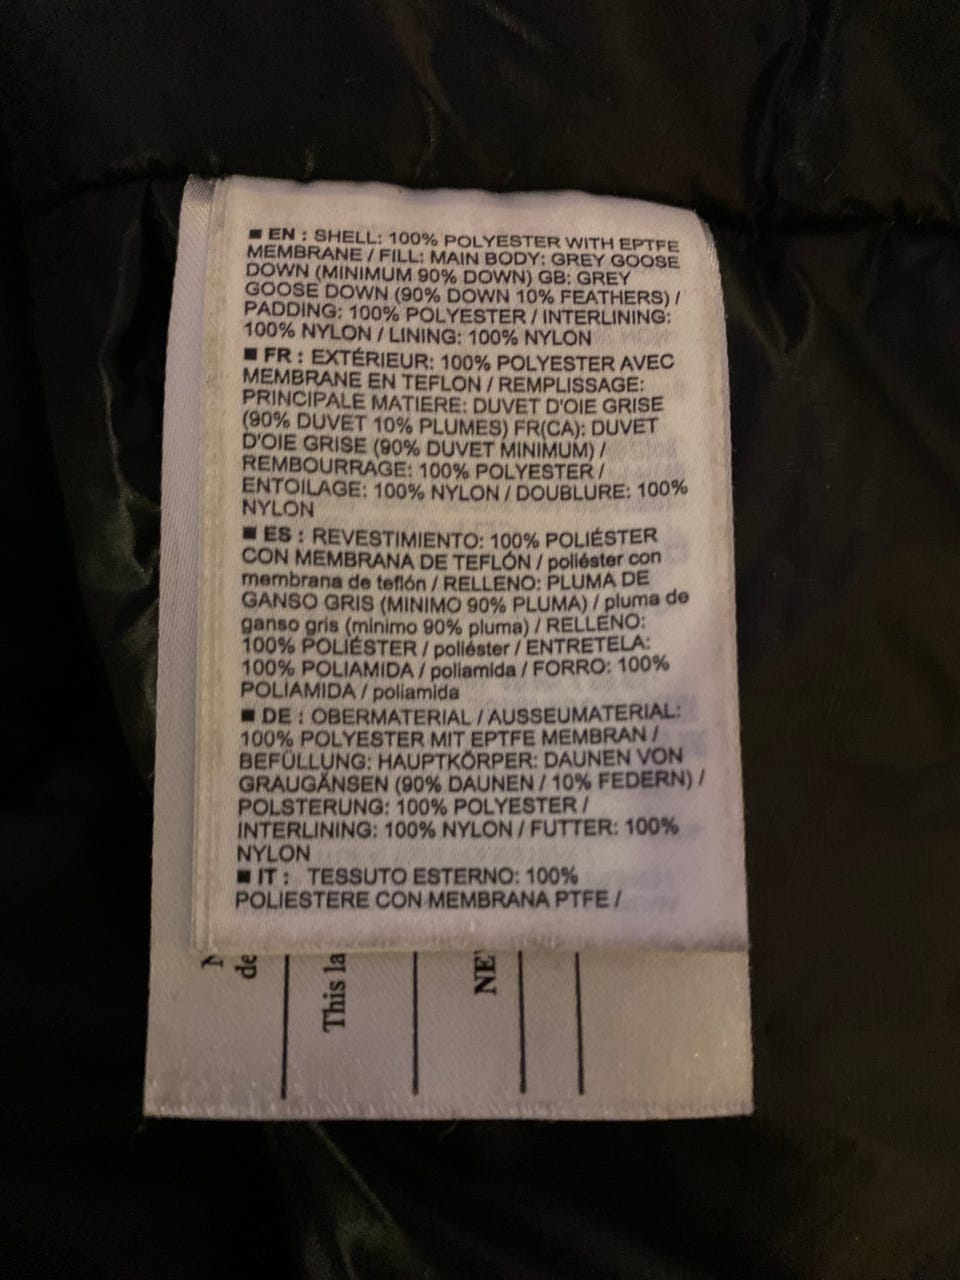 ■ EN : SHELL: 100% POLYESTER WITH EPTFE
MEMBRANE / FILL: MAIN BODY: GREY GOOSE
DOWN (MINIMUM 90% DOWN) GB: GREY
GOOSE DOWN (90% DOWN 10% FEATHERS) /
PADDING: 100% POLYESTER / INTERLINING:
100% NYLON / LINING: 100% NYLON
■ FR : EXTÉRIEUR: 100% POLYESTER AVEC
MEMBRANE EN TEFLON / REMPLISSAGE:
PRINCIPALE MATIERE: DUVET D'OIE GRISE
(90% DUVET 10% PLUMES) FR(CA): DUVET
D'OIE GRISE (90% DUVET MINIMUM) /
REMBOURRAGE: 100% POLYESTER /
ENTOILAGE: 100% NYLON / DOUBLURE: 100%
NYLON
■ ES : REVESTIMIENTO: 100% POLIÉSTER
CON MEMBRANA DE TEFLÓN / poliéster con
membrana de teflón / RELLENO: PLUMA DE
GANSO GRIS (MINIMO 90% PLUMA) / pluma de
ganso gris (minimo 90% pluma) / RELLENO:
100% POLIÉSTER / poliéster / ENTRETELA:
100% POLIAMIDA / poliamida / FORRO: 100%
POLIAMIDA / poliamida
■ DE : OBERMATERIAL / AUSSEUMATERIAL:
100% POLYESTER MIT EPTFE MEMBRAN /
BEFÜLLUNG: HAUPTKÖRPER: DAUNEN VON
GRAUGÄNSEN (90% DAUNEN / 10% FEDERN) /
POLSTERUNG: 100% POLYESTER /
INTERLINING: 100% NYLON / FUTTER: 100%
NYLON
■ IT : TESSUTO ESTERNO: 100%
POLIESTERE CON MEMBRANA PTFE /
de
This la
NE